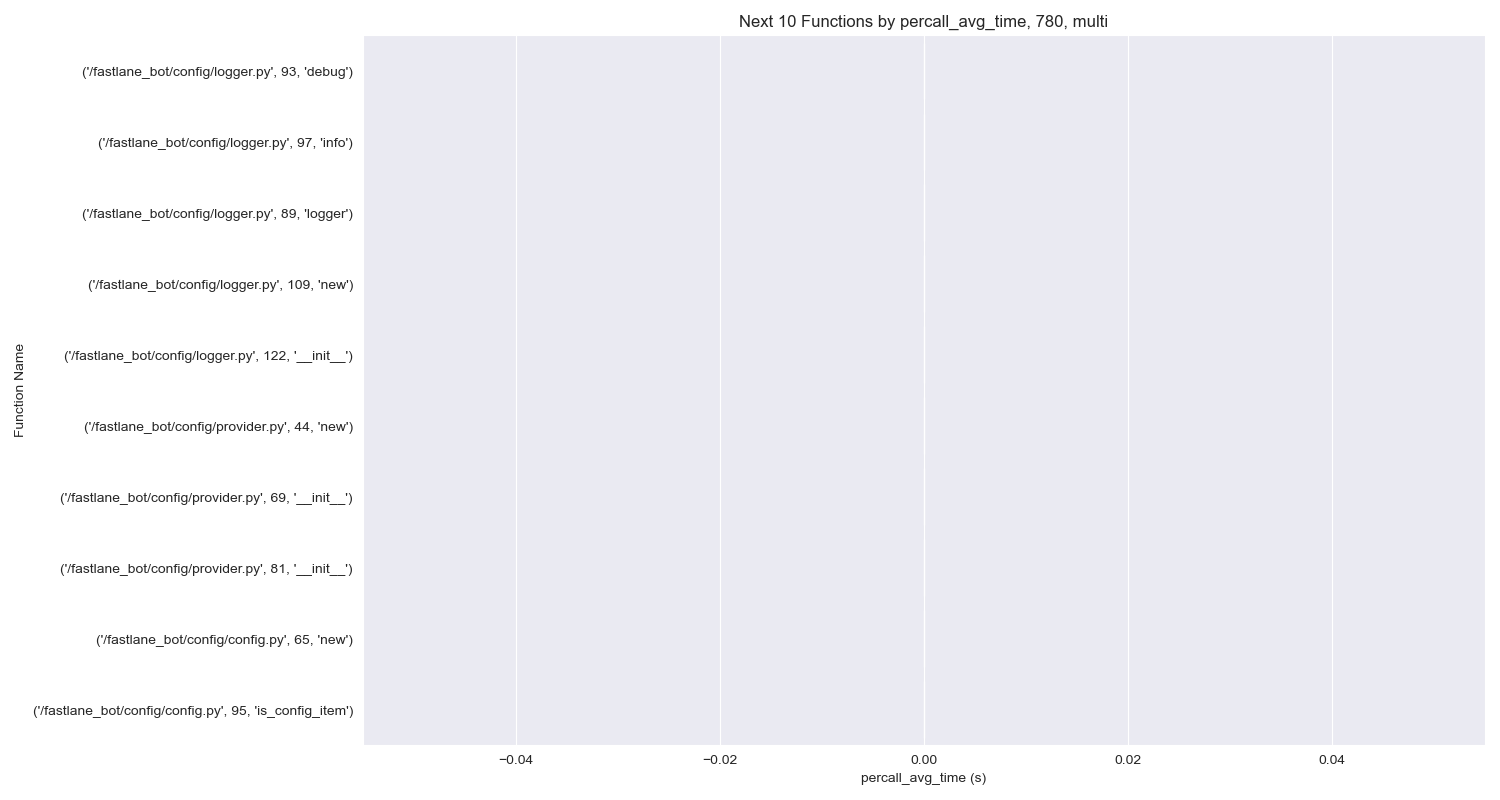 Next 10 Functions by percall_avg_time, 780, multi
Function Name
('/fastlane_bot/config/logger.py', 93, 'debug')
('/fastlane_bot/config/logger.py', 97, 'info')
('/fastlane_bot/config/logger.py', 89, 'logger')
('/fastlane_bot/config/logger.py', 109, 'new')
('/fastlane_bot/config/logger.py', 122, '__init__')
('/fastlane_bot/config/provider.py', 44, 'new')
('/fastlane_bot/config/provider.py', 69, '__init__')
('/fastlane_bot/config/provider.py', 81, '__init__')
('/fastlane_bot/config/config.py', 65, 'new')
('/fastlane_bot/config/config.py', 95, 'is_config_item')
−0.04 −0.02 0.00 0.02 0.04
percall_avg_time (s)